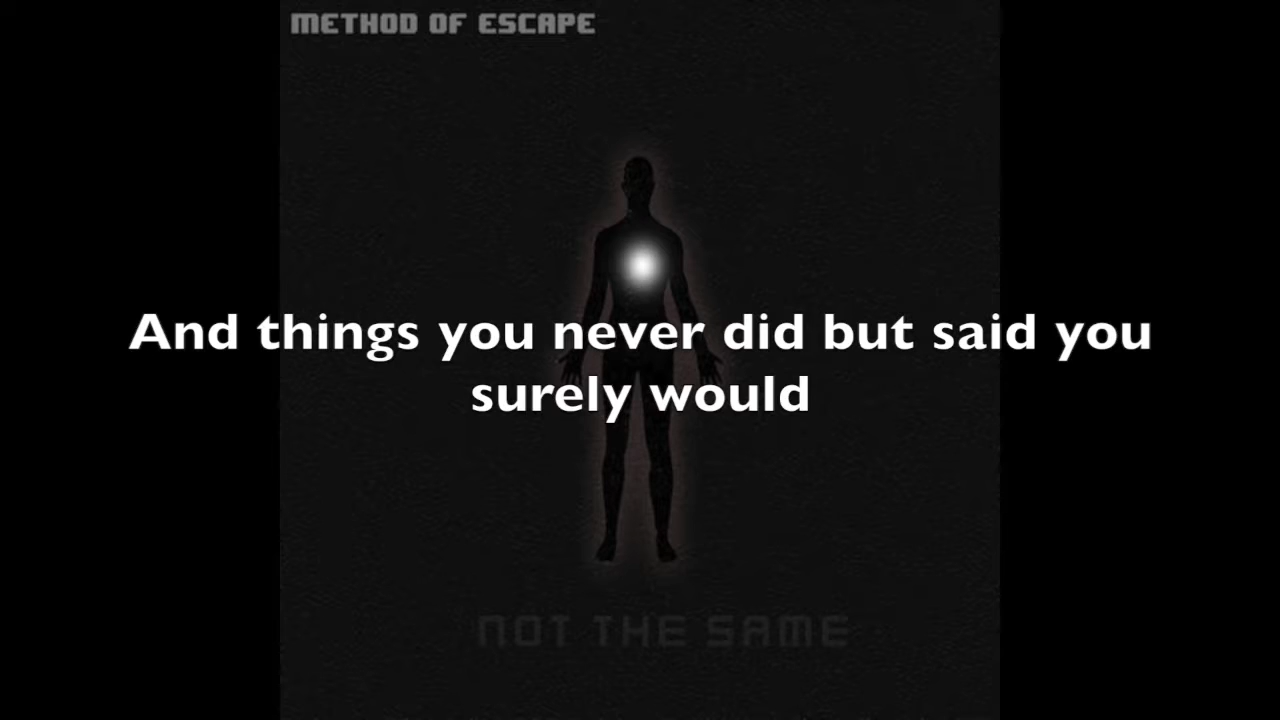 METHOD OF ESCAPE
And things you never did but said you
surely would
NOT THE SAME